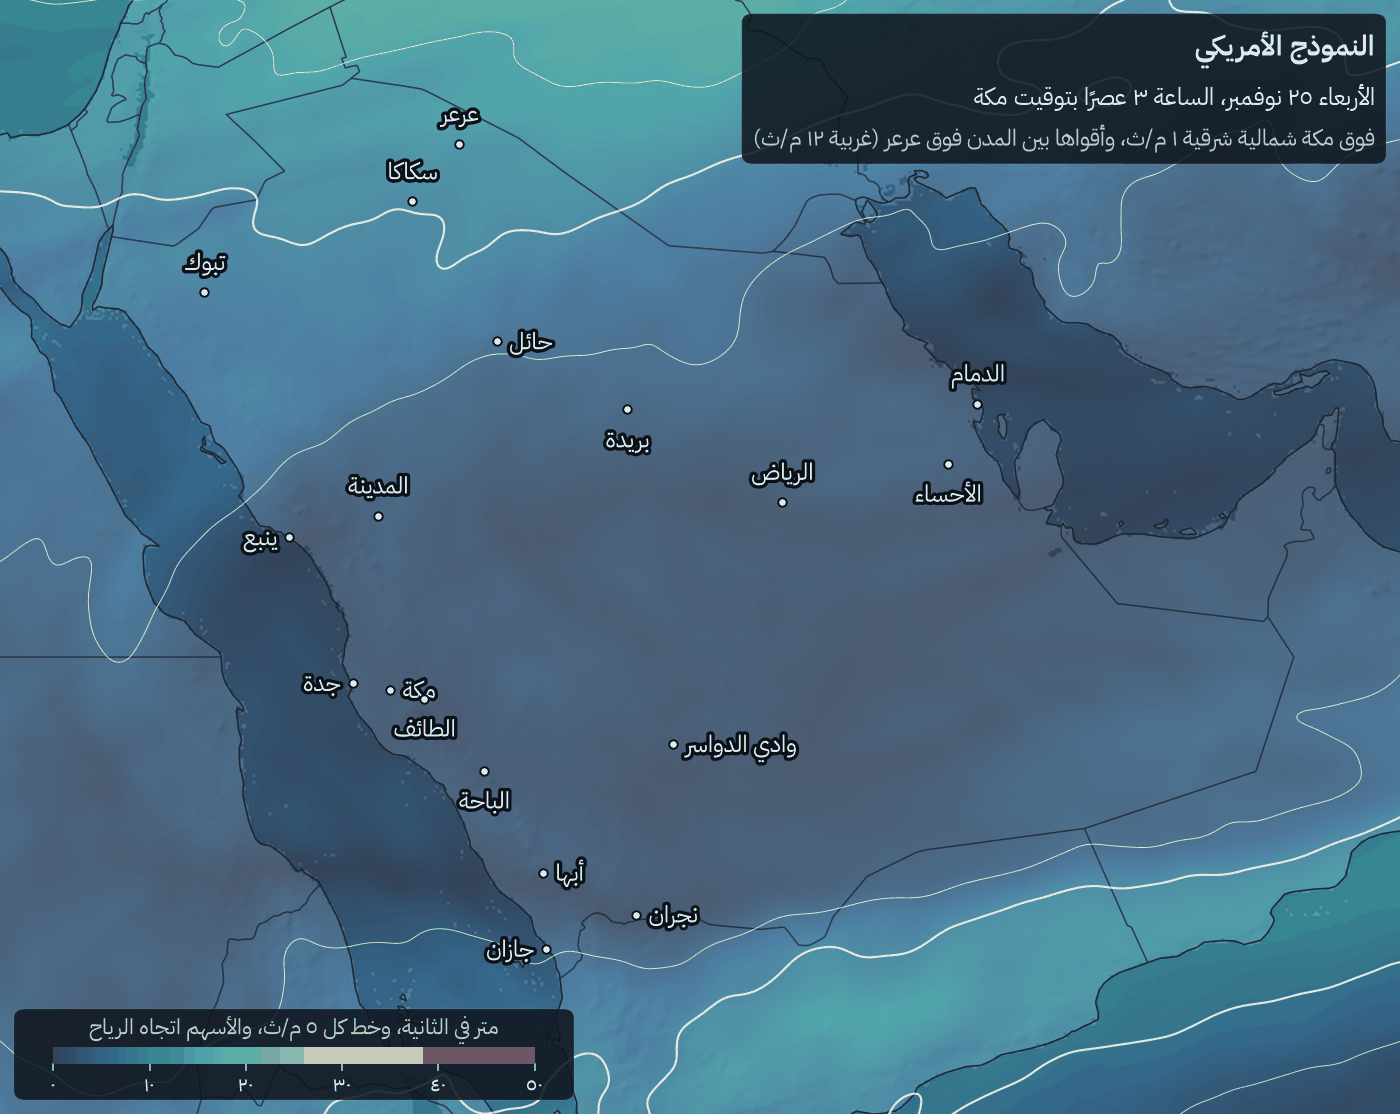 النموذج الأمريكي
الأربعاء ٢٥ نوفمبر، الساعة ٣ عصرًا بتوقيت مكة
فوق مكة شمالية شرقية ١ م/ث، وأقواها بين المدن فوق عرعر (غربية ١٢ م/ث)
عرعر
سكاكا
تبوك
حائل
الدمام
بريدة
الرياض
المدينة
الأحساء
ينبع
جدة
مكة
الطائف
وادي الدواسر
الباحة
أبها
نجران
جازان
متر في الثانية، وخط كل ٥ م/ث، والأسهم اتجاه الرياح
٠ ١٠ ٢٠ ٣٠ ٤٠ ٥٠